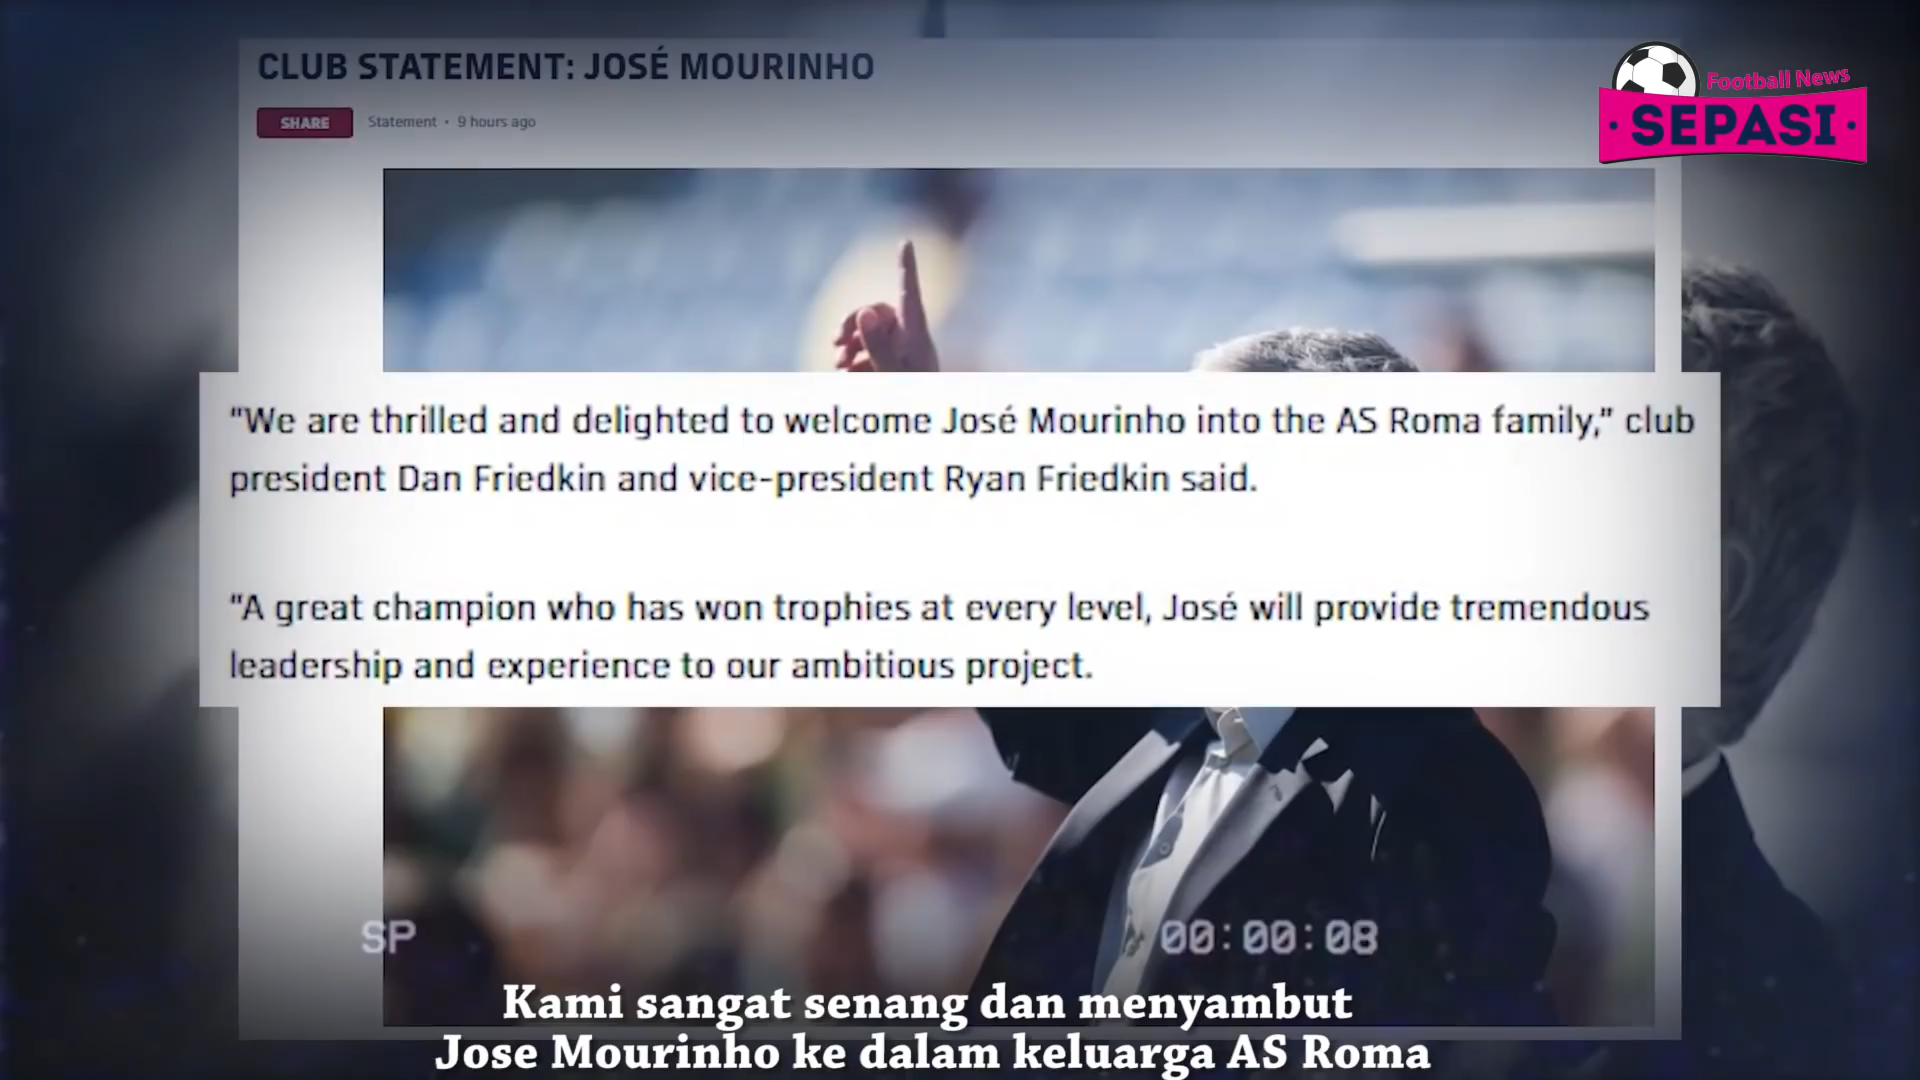 CLUB STATEMENT: JOSÉ MOURINHO
SHARE Statement • 9 hours ago
Football News
• SEPASI •
"We are thrilled and delighted to welcome José Mourinho into the AS Roma family,” club
president Dan Friedkin and vice-president Ryan Friedkin said.
"A great champion who has won trophies at every level, José will provide tremendous
leadership and experience to our ambitious project.
SP 00:00:08
Kami sangat senang dan menyambut
Jose Mourinho ke dalam keluarga AS Roma